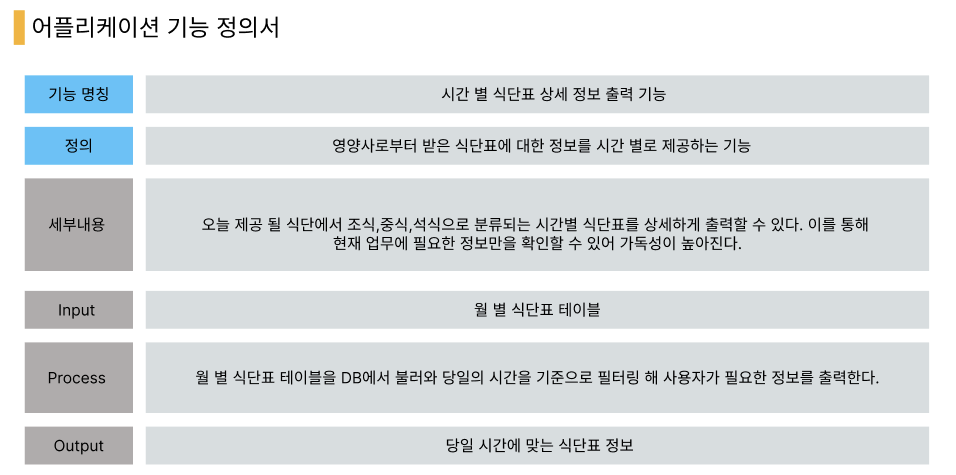 어플리케이션 기능 정의서
기능 명칭
시간 별 식단표 상세 정보 출력 기능
정의
영양사로부터 받은 식단표에 대한 정보를 시간 별로 제공하는 기능
세부내용
오늘 제공 될 식단에서 조식,중식,석식으로 분류되는 시간별 식단표를 상세하게 출력할 수 있다. 이를 통해
현재 업무에 필요한 정보만을 확인할 수 있어 가독성이 높아진다.
Input
월 별 식단표 테이블
Process
월 별 식단표 테이블을 DB에서 불러와 당일의 시간을 기준으로 필터링 해 사용자가 필요한 정보를 출력한다.
Output
당일 시간에 맞는 식단표 정보